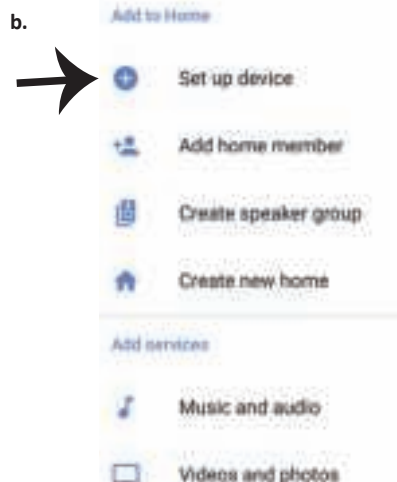 b.
Add to Home
Set up device
Add home member
Create speaker group
Create new home
Add services
Music and audio
Videos and photos